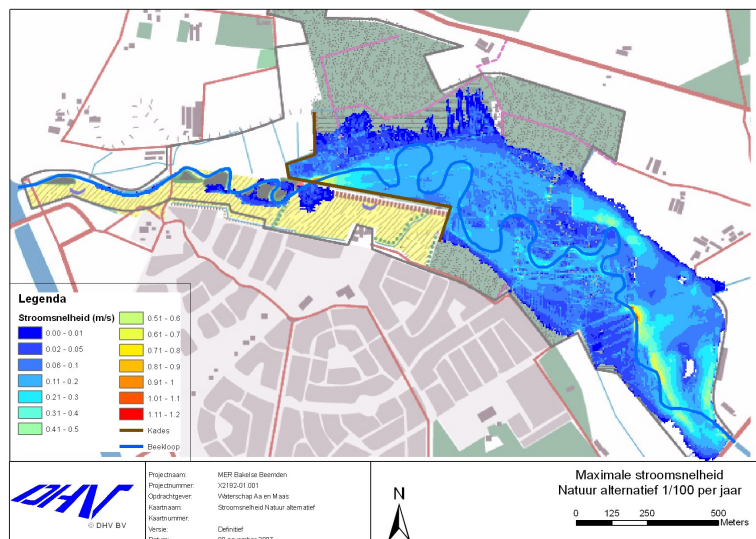 Legenda
Stroomsnelheid (m/s)
0.00 - 0.01
0.02 - 0.05
0.06 - 0.1
0.11 - 0.2
0.21 - 0.3
0.31 - 0.4
0.41 - 0.5
0.51 - 0.6
0.61 - 0.7
0.71 - 0.8
0.81 - 0.9
0.91 - 1
1.01 - 1.1
1.11 - 1.2
Kades
Beekloop
DHV
© DHV BV
Projectnaam: MER Bakelse Beemden
Projectnummer: X2192-01.001
Opdrachtgever: Waterschap Aa en Maas
Kaartnaam: Stroomsnelheid Natuur alternatief
Kaartnummer:
Versie: Definitief
N
Maximale stroomsnelheid
Natuur alternatief 1/100 per jaar
0 125 250 500
Meters